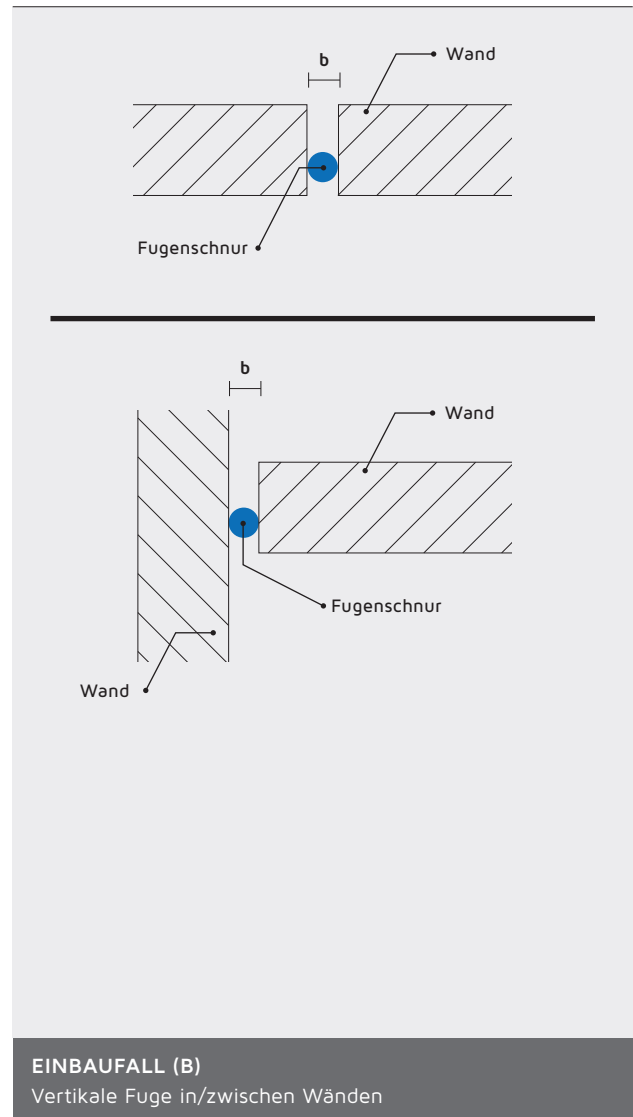 b
Wand
Fugenschnur
b
Wand
Fugenschnur
Wand
EINBAUFALL (B)
Vertikale Fuge in/zwischen Wänden